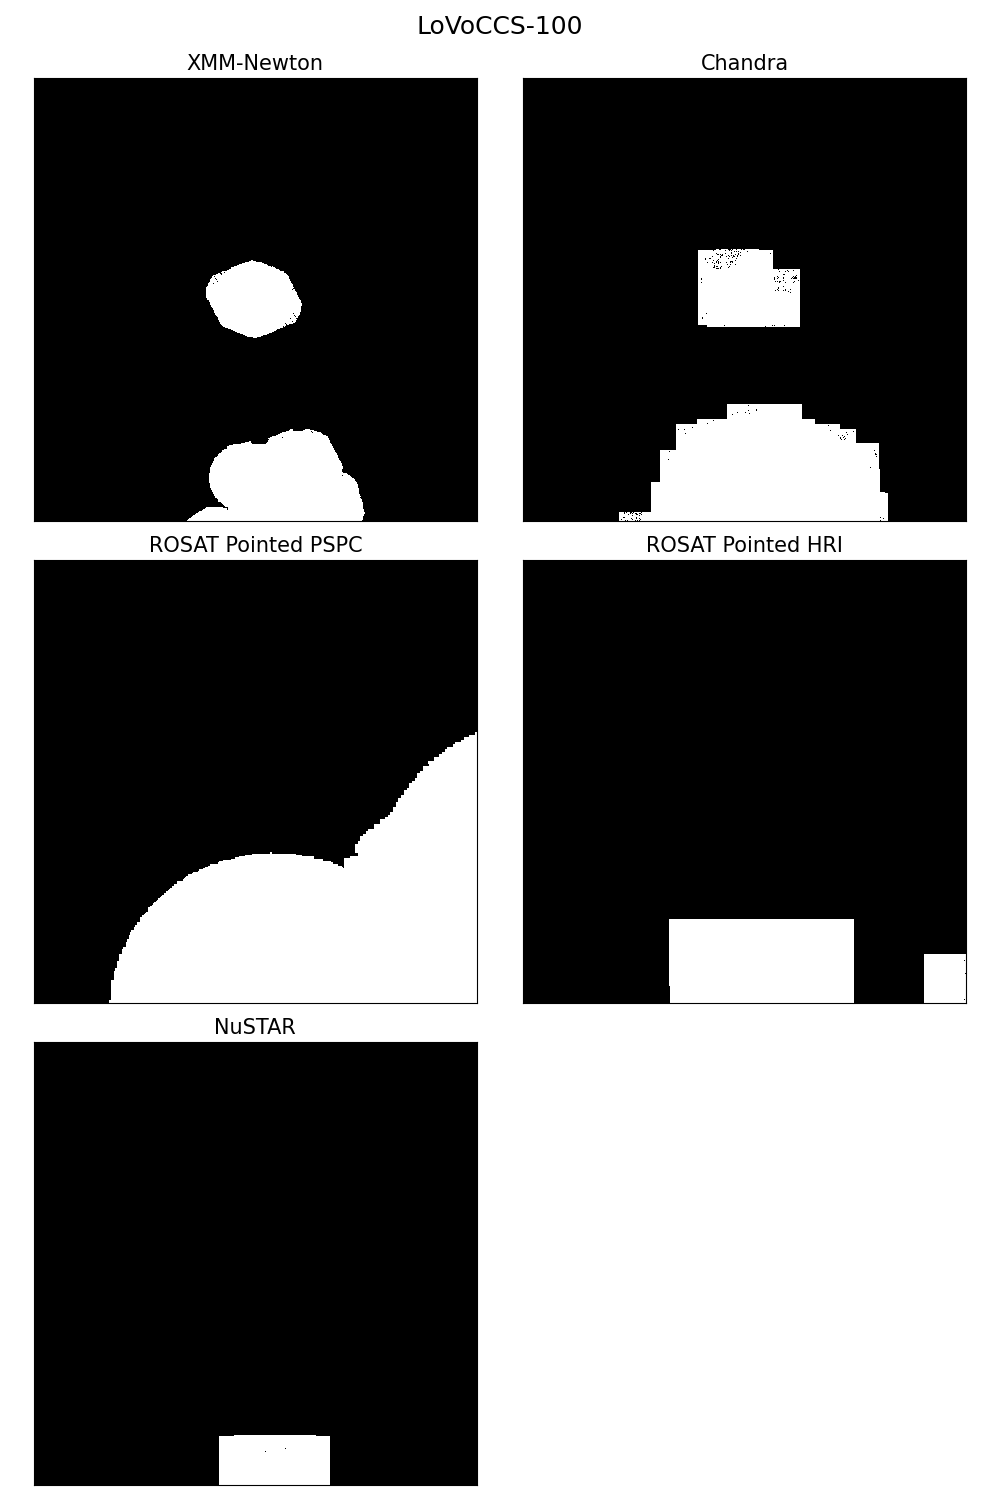 LoVoCCS-100
XMM-Newton
Chandra
ROSAT Pointed PSPC
ROSAT Pointed HRI
NuSTAR